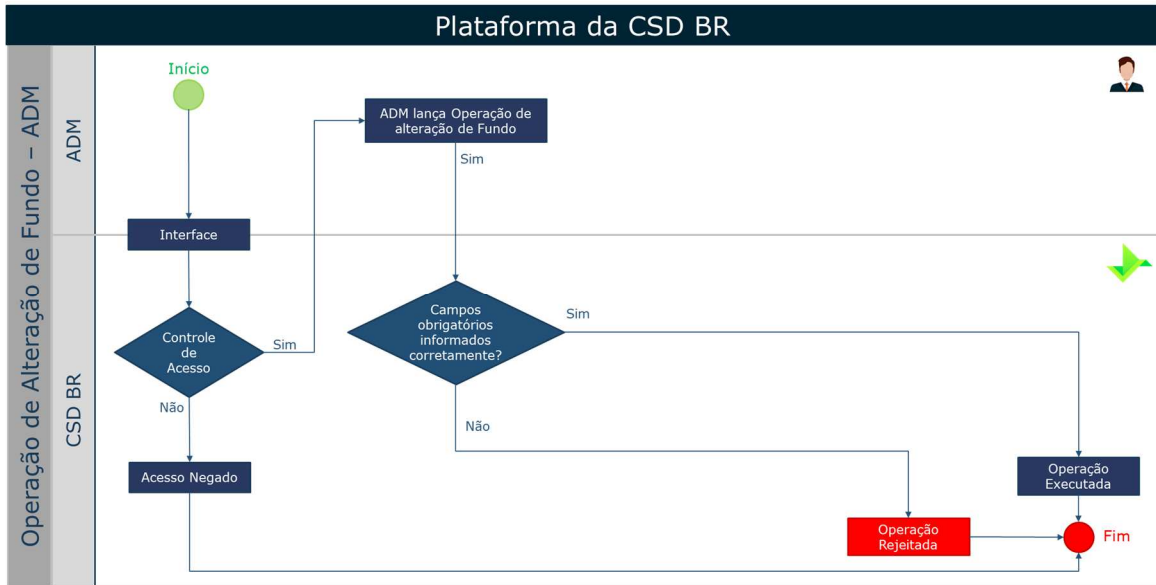 Plataforma da CSD BR
Operação de Alteração de Fundo – ADM
ADM
Início
ADM lança Operação de
alteração de Fundo
Sim
Interface
CSD BR
Controle
de
Acesso
Sim
Não
Campos
obrigatórios
informados
corretamente?
Sim
Não
Acesso Negado
Operação
Executada
Operação
Rejeitada
Fim